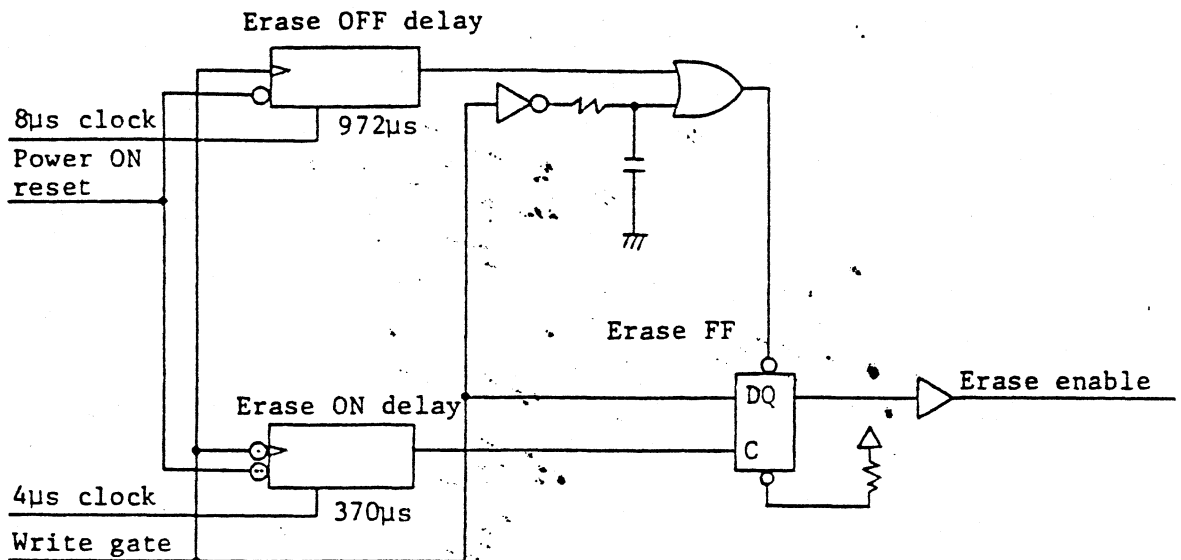 Erase OFF delay
8µs clock
972µs
Power ON
reset
Erase FF
DQ
Erase enable
Erase ON delay
C
4µs clock
370µs
Write gate